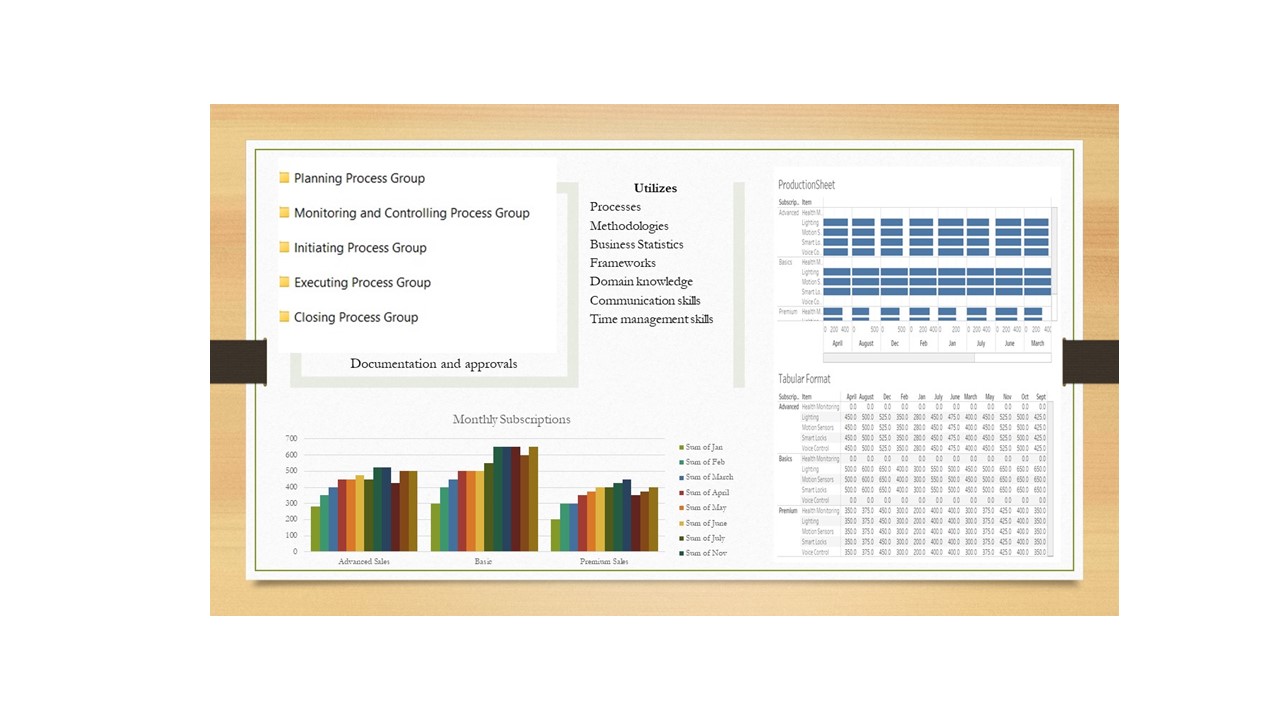 Planning Process Group
Monitoring and Controlling Process Group
Initiating Process Group
Executing Process Group
Closing Process Group
Documentation and approvals
Utilizes
Processes
Methodologies
Business Statistics
Frameworks
Domain knowledge
Communication skills
Time management skills
Monthly Subscriptions
700
600
500
400
300
200
100
0
Advanced Sales Basic Premium Sales
Sum of Jan
Sum of Feb
Sum of March
Sum of April
Sum of May
Sum of June
Sum of July
Sum of Nov
ProductionSheet
Subscrip.. Item
Advanced Health M..
Lighting
Motion S..
Smart Lo..
Voice Co..
Basics Health M..
Lighting
Motion S..
Smart Lo..
Voice Co..
Premium Health M..
0 200 400 0 500 0 500 0 200 400 0 200 0 200 400 0 200 400 0 200
April August Dec Feb Jan July June March
Tabular Format
Subscrip.. Item April August Dec Feb Jan July June March May Nov Oct Sept
Advanced Health Monitoring 0.0 0.0 0.0 0.0 0.0 0.0 0.0 0.0 0.0 0.0 0.0 0.0
Lighting 450.0 500.0 525.0 350.0 280.0 450.0 475.0 400.0 450.0 525.0 500.0 425.0
Motion Sensors 450.0 500.0 525.0 350.0 280.0 450.0 475.0 400.0 450.0 525.0 500.0 425.0
Smart Locks 450.0 500.0 525.0 350.0 280.0 450.0 475.0 400.0 450.0 525.0 500.0 425.0
Voice Control 450.0 500.0 525.0 350.0 280.0 450.0 475.0 400.0 450.0 525.0 500.0 425.0
Basics Health Monitoring 0.0 0.0 0.0 0.0 0.0 0.0 0.0 0.0 0.0 0.0 0.0 0.0
Lighting 500.0 600.0 650.0 400.0 300.0 550.0 500.0 450.0 500.0 650.0 650.0 650.0
Motion Sensors 500.0 600.0 650.0 400.0 300.0 550.0 500.0 450.0 500.0 650.0 650.0 650.0
Smart Locks 500.0 600.0 650.0 400.0 300.0 550.0 500.0 450.0 500.0 650.0 650.0 650.0
Voice Control 0.0 0.0 0.0 0.0 0.0 0.0 0.0 0.0 0.0 0.0 0.0 0.0
Premium Health Monitoring 350.0 375.0 450.0 300.0 200.0 400.0 400.0 300.0 375.0 425.0 400.0 350.0
Lighting 350.0 375.0 450.0 300.0 200.0 400.0 400.0 300.0 375.0 425.0 400.0 350.0
Motion Sensors 350.0 375.0 450.0 300.0 200.0 400.0 400.0 300.0 375.0 425.0 400.0 350.0
Smart Locks 350.0 375.0 450.0 300.0 200.0 400.0 400.0 300.0 375.0 425.0 400.0 350.0
Voice Control 350.0 375.0 450.0 300.0 200.0 400.0 400.0 300.0 375.0 425.0 400.0 350.0